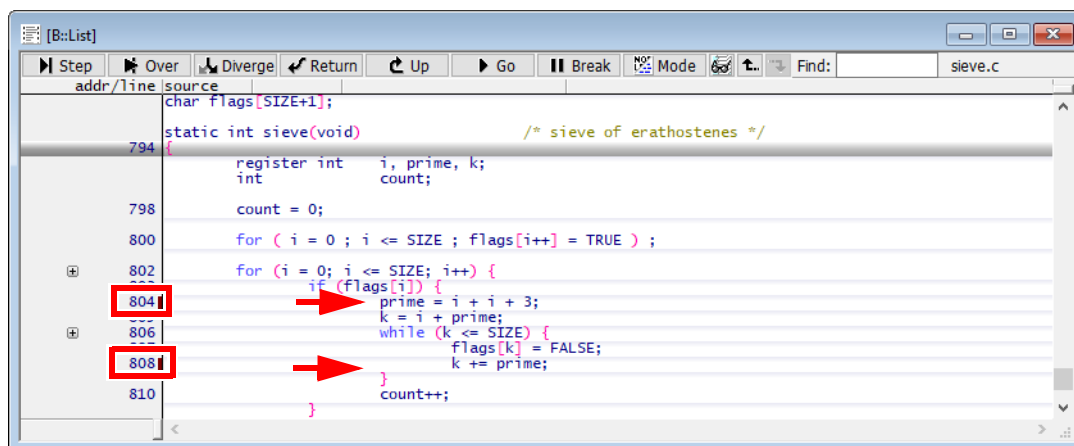 [B::List]
Step Over Diverge Return Up Go Break Mode t.. Find: sieve.c
addr/line source
char flags[SIZE+1];
static int sieve(void) /* sieve of erathostenes */
794 {
register int i, prime, k;
int count;
798 count = 0;
800 for ( i = 0 ; i <= SIZE ; flags[i++] = TRUE ) ;
802 for (i = 0; i <= SIZE; i++) {
if (flags[i]) {
804 prime = i + i + 3;
k = i + prime;
806 while (k <= SIZE) {
flags[k] = FALSE;
808 k += prime;
}
810 count++;
}